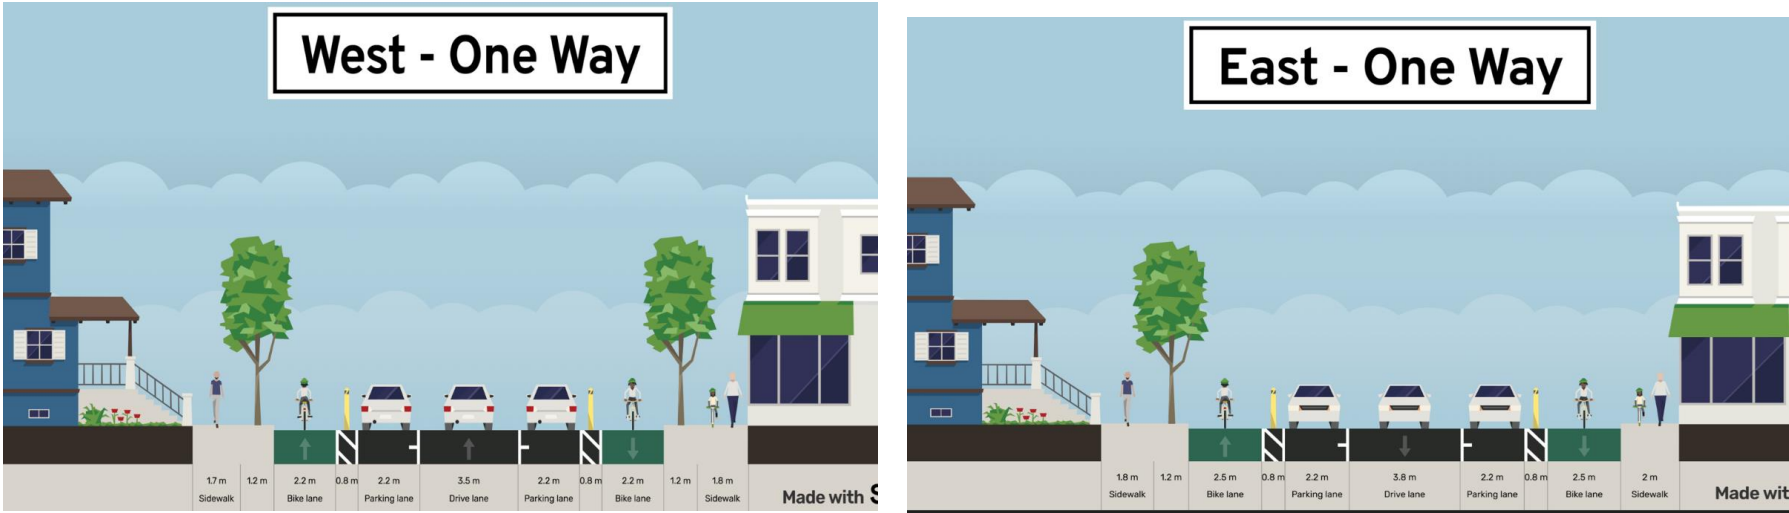 West - One Way
1.7 m
Sidewalk
1.2 m
2.2 m
Bike lane
0.8 m
2.2 m
Parking lane
3.5 m
Drive lane
2.2 m
Parking lane
0.8 m
2.2 m
Bike lane
1.2 m
1.8 m
Sidewalk
Made with S
East - One Way
1.8 m
Sidewalk
1.2 m
2.5 m
Bike lane
0.8 m
2.2 m
Parking lane
3.8 m
Drive lane
2.2 m
Parking lane
0.8 m
2.5 m
Bike lane
2 m
Sidewalk
Made wit